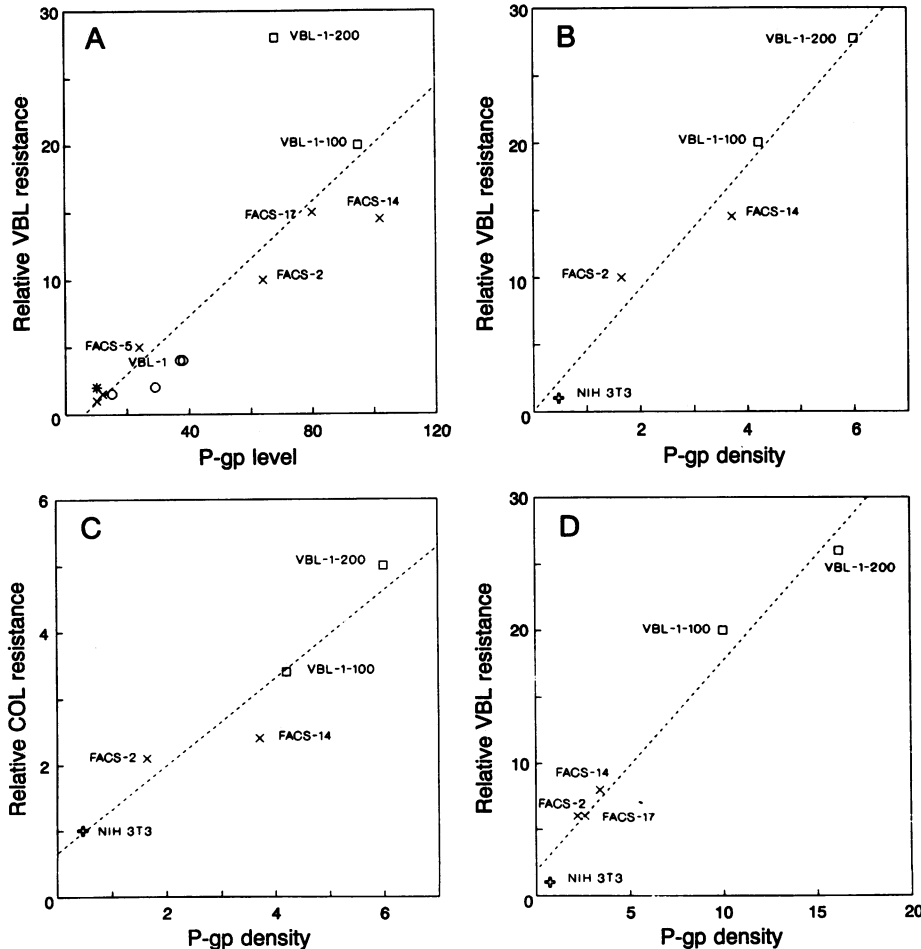 A
30
20
10
0
40
80
120
Relative VBL resistance
P-gp level
VBL-1-200
VBL-1-100
FACS-17
FACS-14
FACS-2
FACS-5
VBL-1
B
30
20
10
0
2
4
6
Relative VBL resistance
P-gp density
VBL-1-200
VBL-1-100
FACS-14
FACS-2
NIH 3T3
C
6
4
2
0
0
2
4
6
Relative COL resistance
P-gp density
VBL-1-200
VBL-1-100
FACS-14
FACS-2
NIH 3T3
D
30
20
10
0
5
10
15
20
Relative VBL resistance
P-gp density
VBL-1-200
VBL-1-100
FACS-14
FACS-2
FACS-17
NIH 3T3